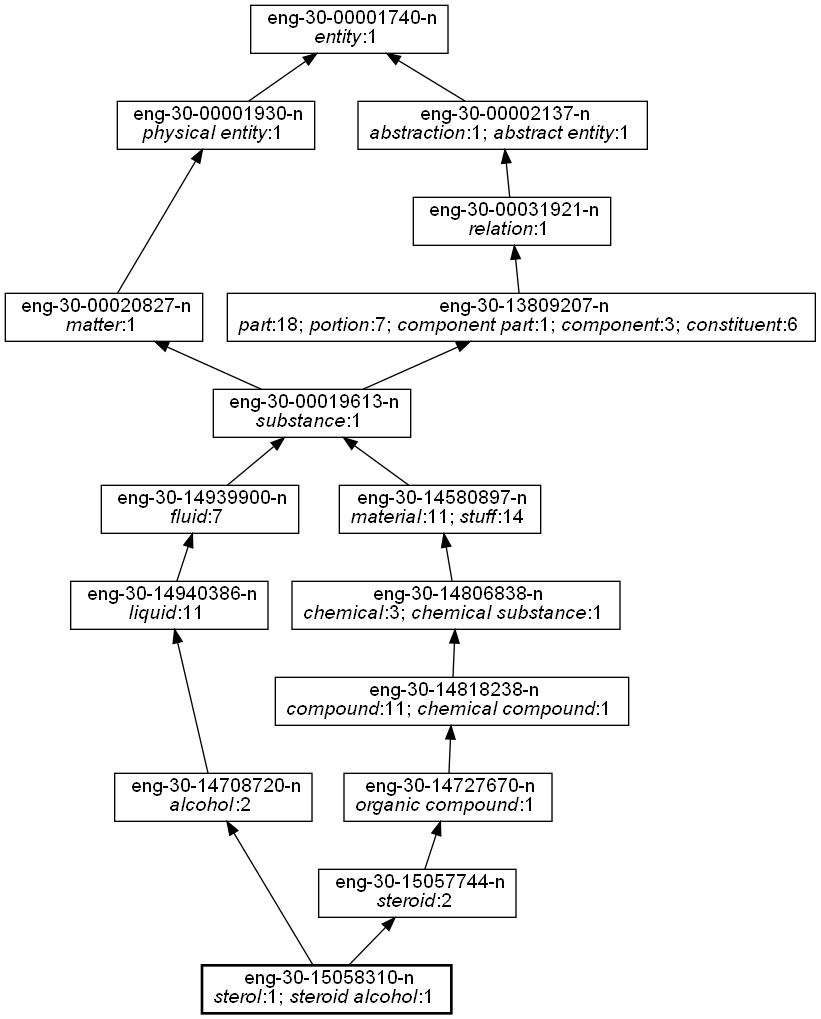 eng-30-00001740-n
entity:1
eng-30-00001930-n
physical entity:1
eng-30-00002137-n
abstraction:1; abstract entity:1
eng-30-00031921-n
relation:1
eng-30-00020827-n
matter:1
eng-30-13809207-n
part:18; portion:7; component part:1; component:3; constituent:6
eng-30-00019613-n
substance:1
eng-30-14939900-n
fluid:7
eng-30-14580897-n
material:11; stuff:14
eng-30-14940386-n
liquid:11
eng-30-14806838-n
chemical:3; chemical substance:1
eng-30-14818238-n
compound:11; chemical compound:1
eng-30-14708720-n
alcohol:2
eng-30-14727670-n
organic compound:1
eng-30-15057744-n
steroid:2
eng-30-15058310-n
sterol:1; steroid alcohol:1